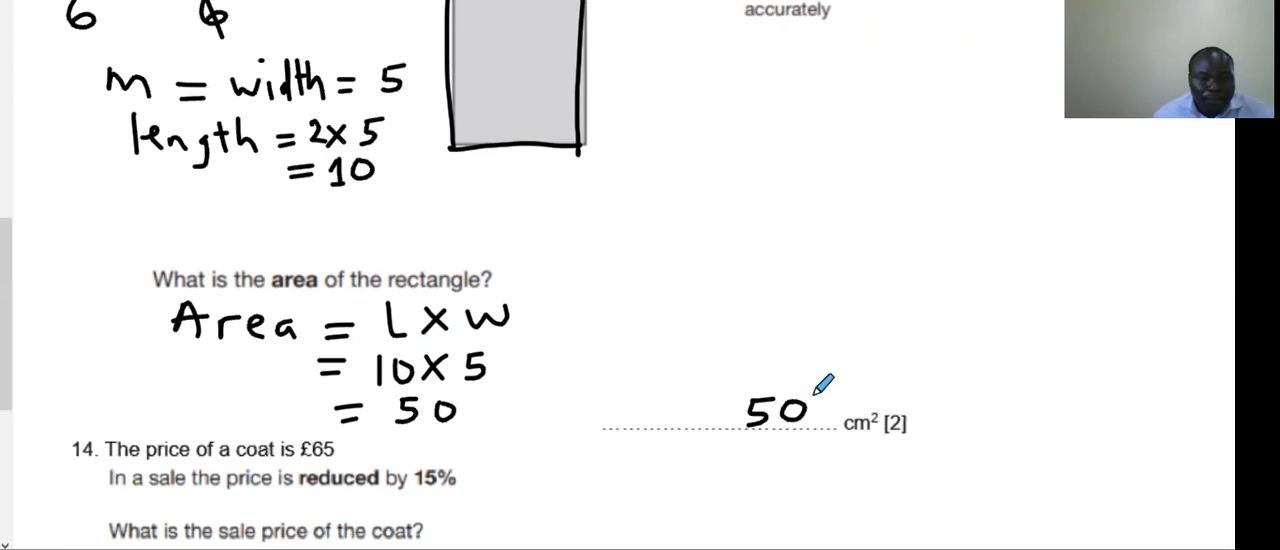 accurately
6
m = width = 5
length = 2 x 5
= 10
What is the area of the rectangle?
Area = L x w
= 10 x 5
= 50
50 cm² [2]
14. The price of a coat is £65
In a sale the price is reduced by 15%
What is the sale price of the coat?